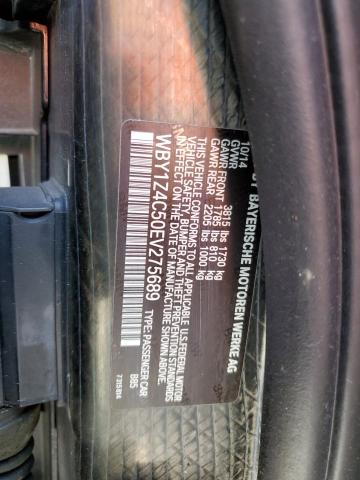 BY BAYERISCHE MOTOREN WERKE AG
10/14
GVWR 3815 lbs 1730 kg
GAWR FRONT 1785 lbs 810 kg
GAWR REAR 2205 lbs 1000 kg
THIS VEHICLE CONFORMS TO ALL APPLICABLE U.S. FEDERAL MOTOR
VEHICLE SAFETY, BUMPER, AND THEFT PREVENTION STANDARDS
IN EFFECT ON THE DATE OF MANUFACTURE SHOWN ABOVE.
WBY1Z4C50EV275689 TYPE: PASSENGER CAR
B85